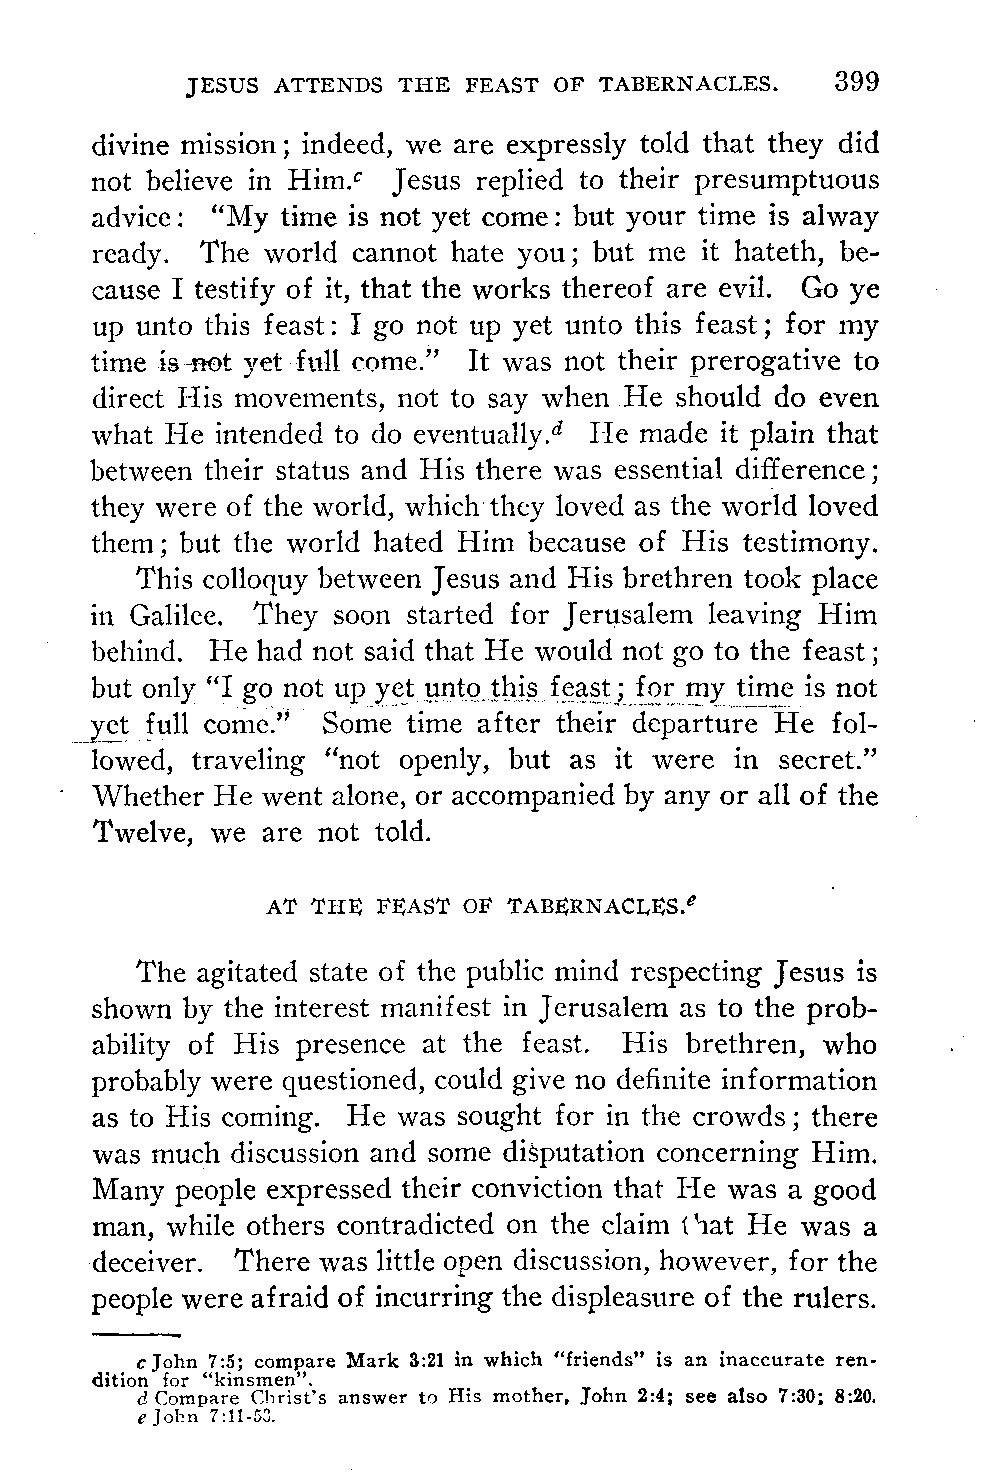 JESUS ATTENDS THE FEAST OF TABERNACLES. 399
divine mission; indeed, we are expressly told that they did
not believe in Him.c Jesus replied to their presumptuous
advice: “My time is not yet come: but your time is alway
ready. The world cannot hate you; but me it hateth, be-
cause I testify of it, that the works thereof are evil. Go ye
up unto this feast: I go not up yet unto this feast; for my
time is not yet full come.” It was not their prerogative to
direct His movements, not to say when He should do even
what He intended to do eventually.d He made it plain that
between their status and His there was essential difference;
they were of the world, which they loved as the world loved
them; but the world hated Him because of His testimony.
This colloquy between Jesus and His brethren took place
in Galilee. They soon started for Jerusalem leaving Him
behind. He had not said that He would not go to the feast;
but only “I go not up yet unto this feast; for my time is not
yet full come.” Some time after their departure He fol-
lowed, traveling “not openly, but as it were in secret.”
Whether He went alone, or accompanied by any or all of the
Twelve, we are not told.
AT THE FEAST OF TABERNACLES.e
The agitated state of the public mind respecting Jesus is
shown by the interest manifest in Jerusalem as to the prob-
ability of His presence at the feast. His brethren, who
probably were questioned, could give no definite information
as to His coming. He was sought for in the crowds; there
was much discussion and some disputation concerning Him.
Many people expressed their conviction that He was a good
man, while others contradicted on the claim that He was a
deceiver. There was little open discussion, however, for the
people were afraid of incurring the displeasure of the rulers.
c John 7:5; compare Mark 3:21 in which “friends” is an inaccurate ren-
dition for “kinsmen”.
d Compare Christ’s answer to His mother, John 2:4; see also 7:30; 8:20.
e John 7:11-53.